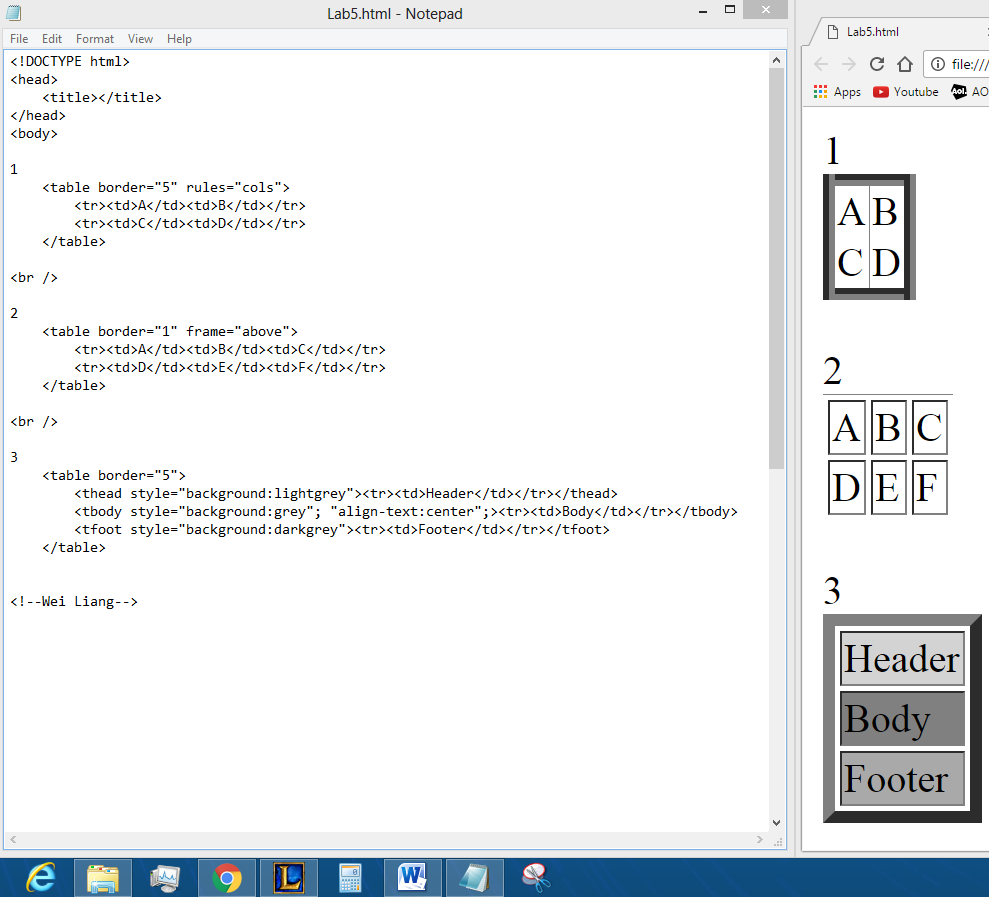 Lab5.html - Notepad
File Edit Format View Help
<!DOCTYPE html>
<head>
    <title></title>
</head>
<body>
1
    <table border="5" rules="cols">
        <tr><td>A</td><td>B</td></tr>
        <tr><td>C</td><td>D</td></tr>
    </table>
<br />
2
    <table border="1" frame="above">
        <tr><td>A</td><td>B</td><td>C</td></tr>
        <tr><td>D</td><td>E</td><td>F</td></tr>
    </table>
<br />
3
    <table border="5">
        <thead style="background:lightgrey"><tr><td>Header</td></tr></thead>
        <tbody style="background:grey"; "align-text:center";><tr><td>Body</td></tr></tbody>
        <tfoot style="background:darkgrey"><tr><td>Footer</td></tr></tfoot>
    </table>
<!--Wei Liang-->
Lab5.html
file:///
Apps Youtube Aol. AO
1
A B
C D
2
A B C
D E F
3
Header
Body
Footer